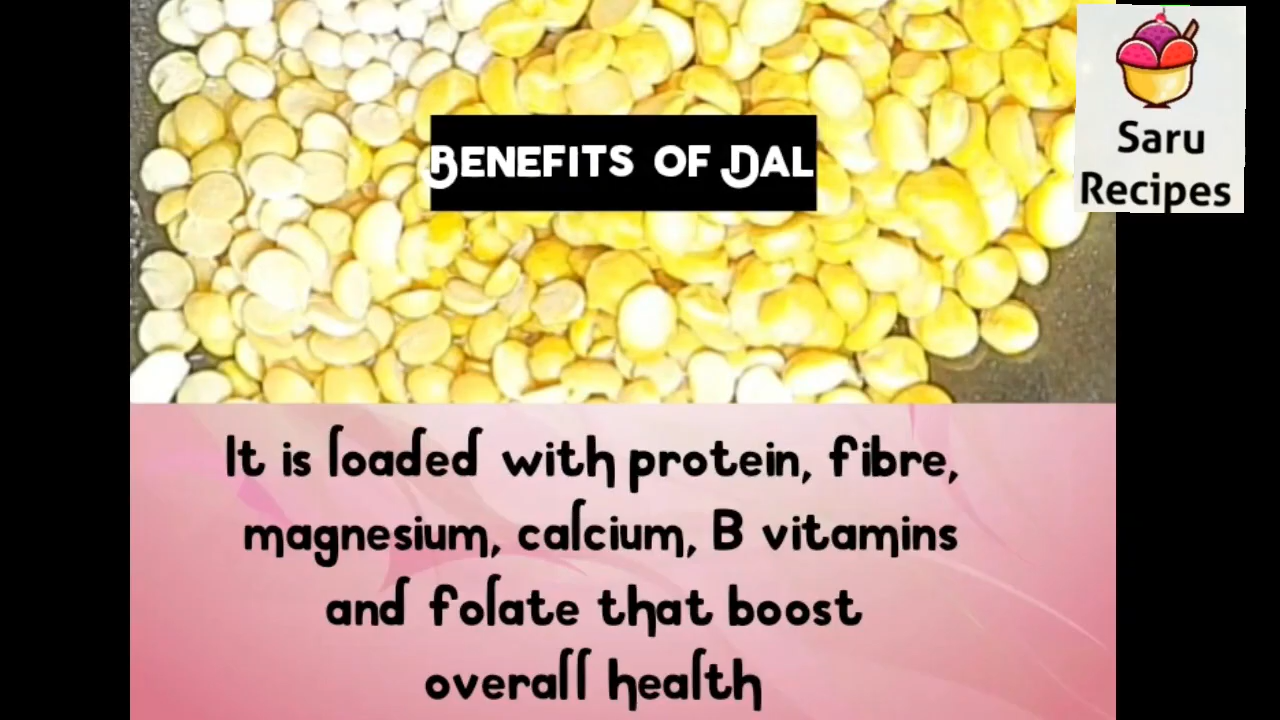 BENEFITS OF DAL
Saru
Recipes
It is loaded with protein, fibre,
magnesium, calcium, B vitamins
and folate that boost
overall health